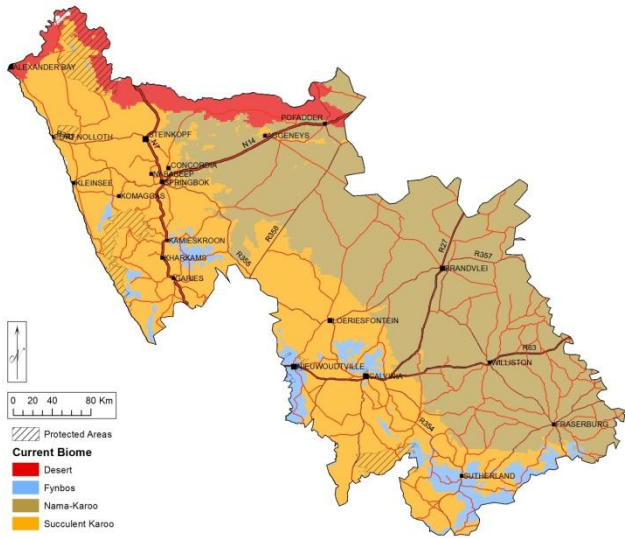 ALEXANDER BAY
POFADDER
STEINKOPF
PORT NOLLOTH
AGGENEYS
N7
N14
CONCORDIA
NABABEEP
SPRINGBOK
KLEINSEE
KOMAGGAS
R358
R27
KAMIESKROON
R355
R357
KHARKAMS
BRANDVLEI
GARIES
LOERIESFONTEIN
R63
NIEUWOUDTVILLE
WILLISTON
CALVINIA
R354
FRASERBURG
SUTHERLAND
N
0 20 40 80 Km
Protected Areas
Current Biome
Desert
Fynbos
Nama-Karoo
Succulent Karoo